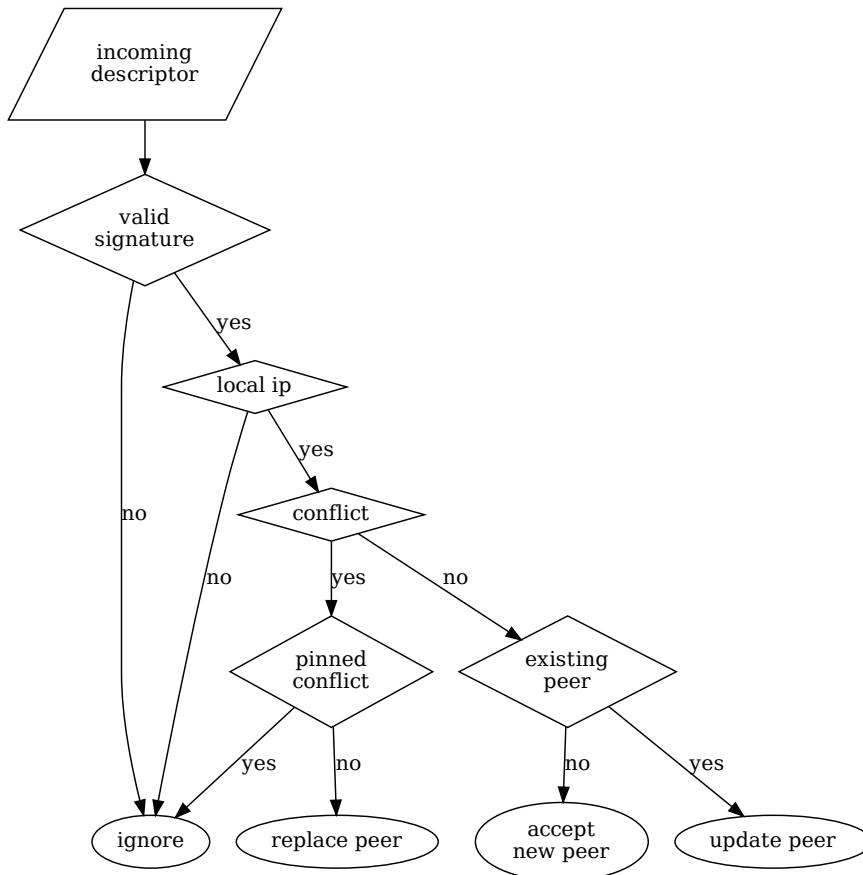 incoming
descriptor
valid
signature
yes
local ip
yes
conflict
no
no
yes
no
pinned
conflict
existing
peer
yes
no
no
yes
ignore
replace peer
accept
new peer
update peer